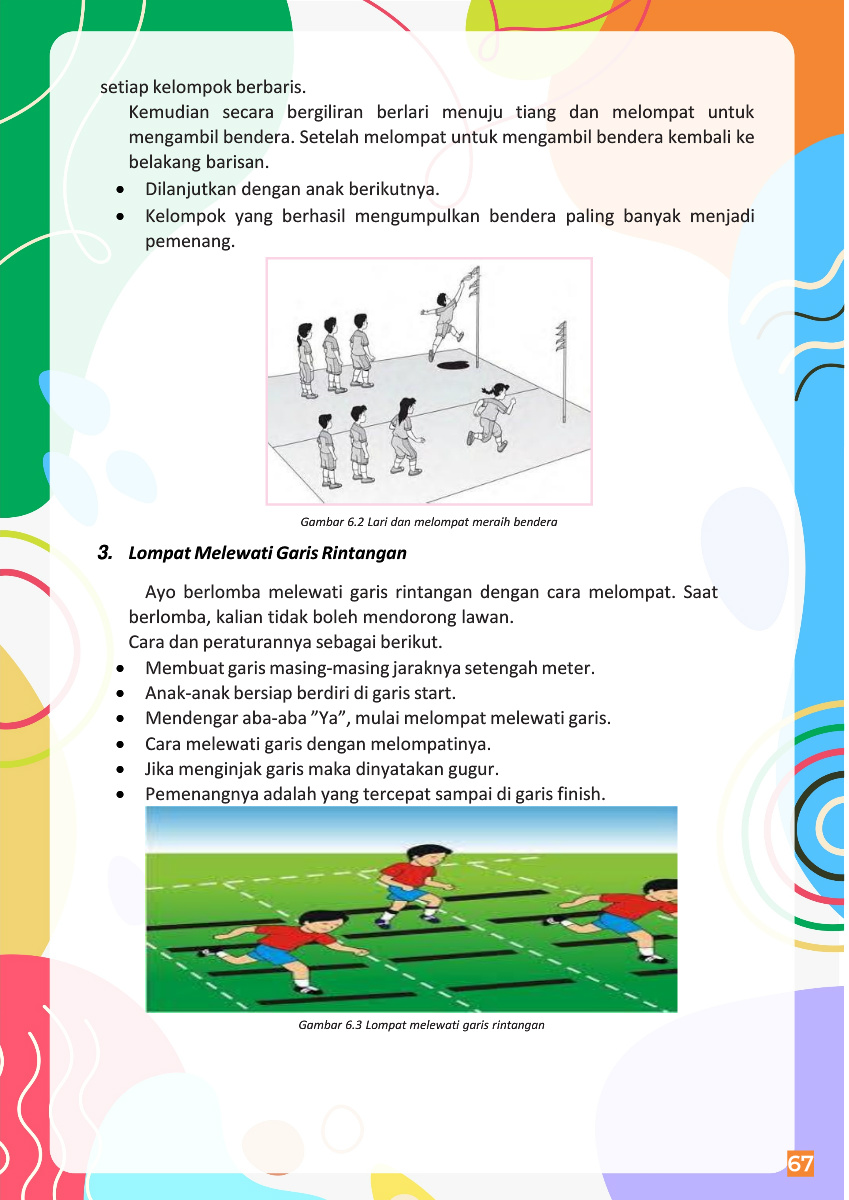 setiap kelompok berbaris.
Kemudian secara bergiliran berlari menuju tiang dan melompat untuk
mengambil bendera. Setelah melompat untuk mengambil bendera kembali ke
belakang barisan.
• Dilanjutkan dengan anak berikutnya.
• Kelompok yang berhasil mengumpulkan bendera paling banyak menjadi
pemenang.
Gambar 6.2 Lari dan melompat meraih bendera
3. Lompat Melewati Garis Rintangan
Ayo berlomba melewati garis rintangan dengan cara melompat. Saat
berlomba, kalian tidak boleh mendorong lawan.
Cara dan peraturannya sebagai berikut.
• Membuat garis masing-masing jaraknya setengah meter.
• Anak-anak bersiap berdiri di garis start.
• Mendengar aba-aba ”Ya”, mulai melompat melewati garis.
• Cara melewati garis dengan melompatinya.
• Jika menginjak garis maka dinyatakan gugur.
• Pemenangnya adalah yang tercepat sampai di garis finish.
Gambar 6.3 Lompat melewati garis rintangan
67